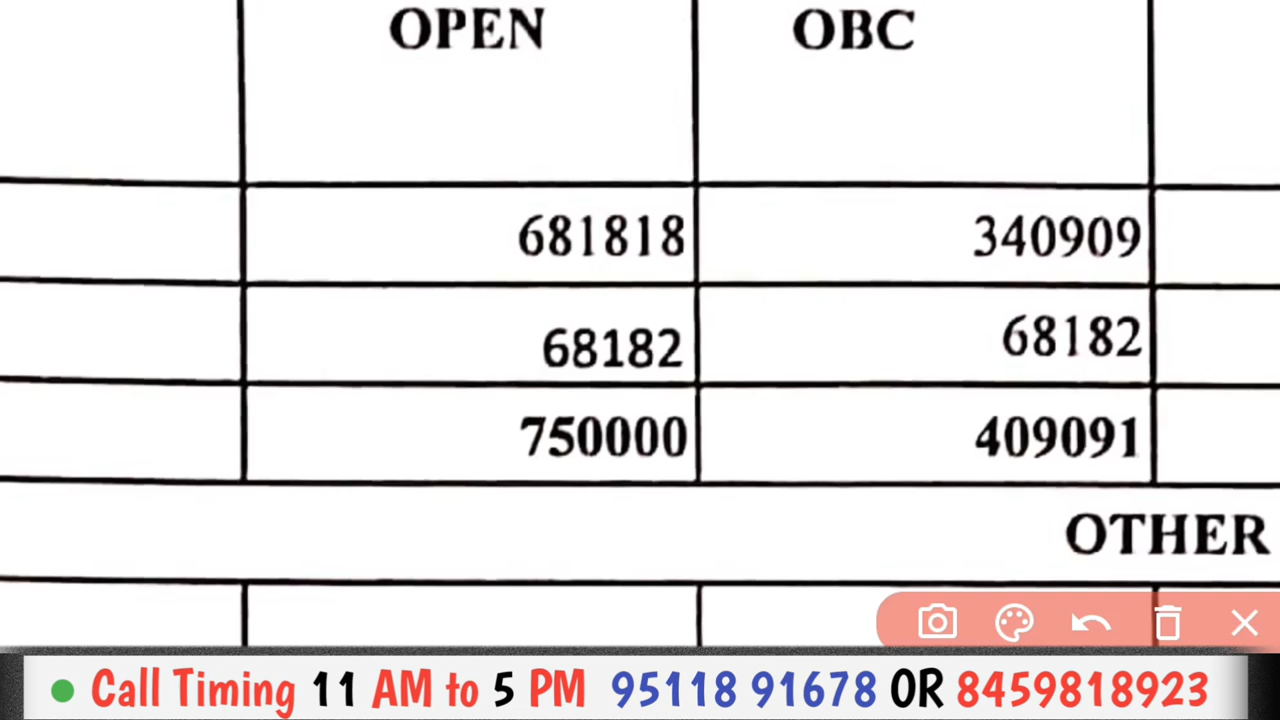 OPEN OBC
681818 340909
68182 68182
750000 409091
OTHER
Call Timing 11 AM to 5 PM 95118 91678 OR 8459818923